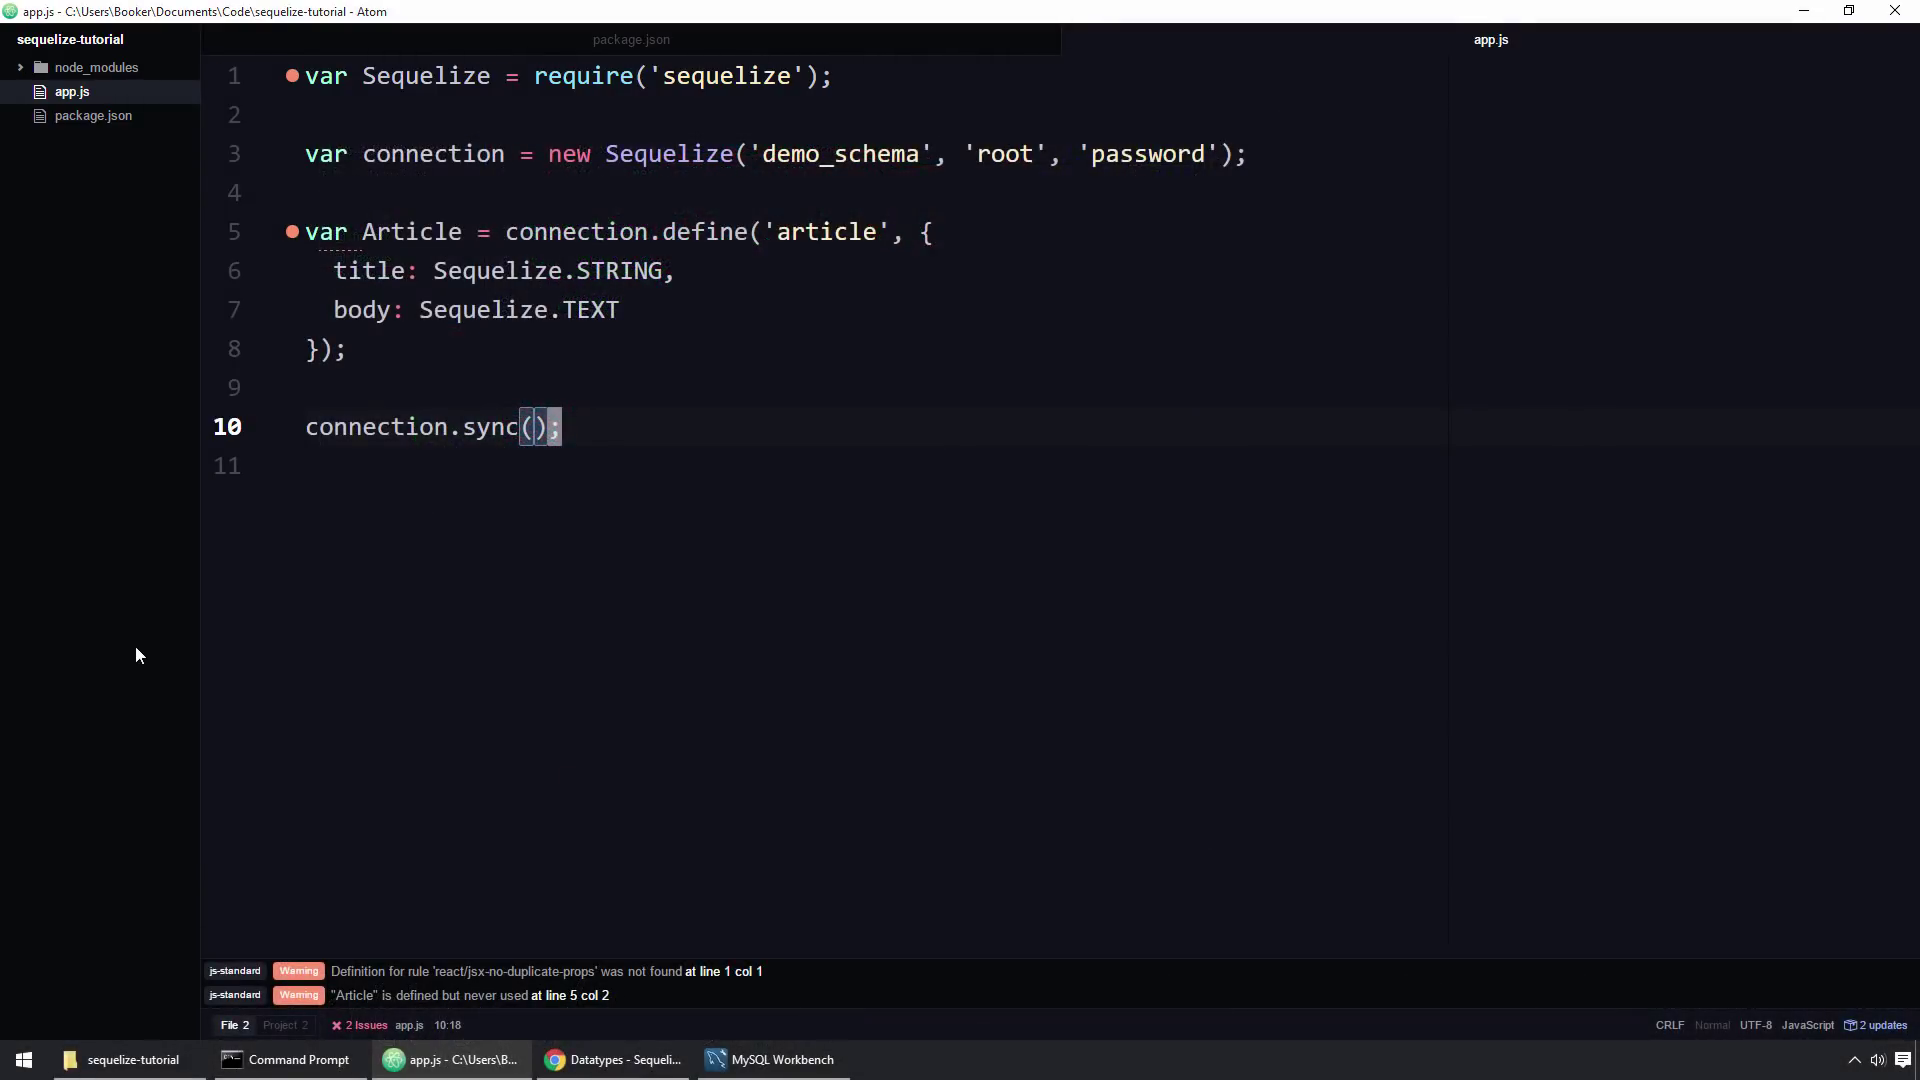 app.js - C:\Users\Booker\Documents\Code\sequelize-tutorial - Atom
sequelize-tutorial
node_modules
app.js
package.json
package.json
app.js
1 var Sequelize = require('sequelize');
2
3 var connection = new Sequelize('demo_schema', 'root', 'password');
4
5 var Article = connection.define('article', {
6 title: Sequelize.STRING,
7 body: Sequelize.TEXT
8 });
9
10 connection.sync();
11
js-standard Warning Definition for rule 'react/jsx-no-duplicate-props' was not found at line 1 col 1
js-standard Warning "Article" is defined but never used at line 5 col 2
File 2 Project 2 2 Issues app.js 10:18 CRLF Normal UTF-8 JavaScript 2 updates
sequelize-tutorial Command Prompt app.js - C:\Users\B... Datatypes - Sequeli... MySQL Workbench